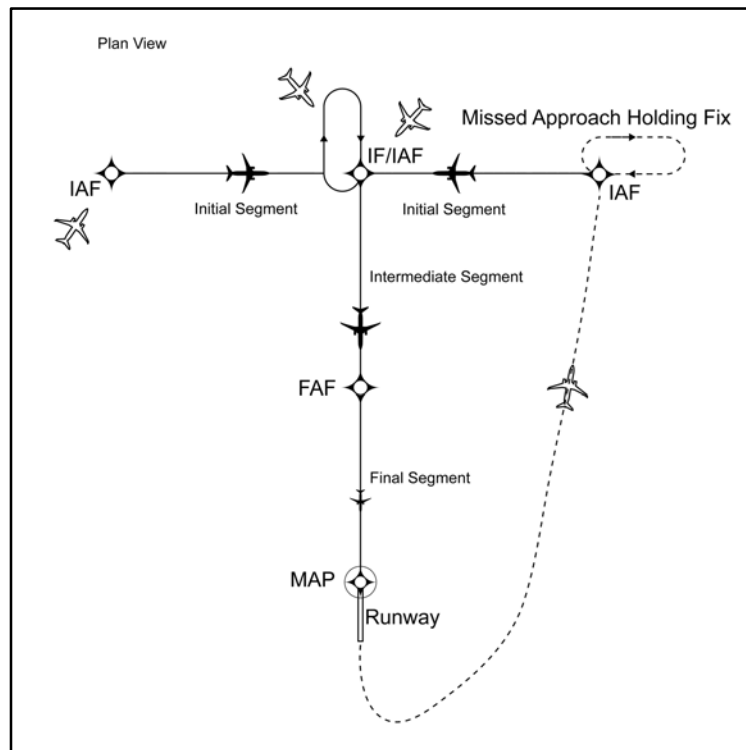 Plan View
Missed Approach Holding Fix
IF/IAF
IAF
IAF
Initial Segment
Initial Segment
Intermediate Segment
FAF
Final Segment
MAP
Runway